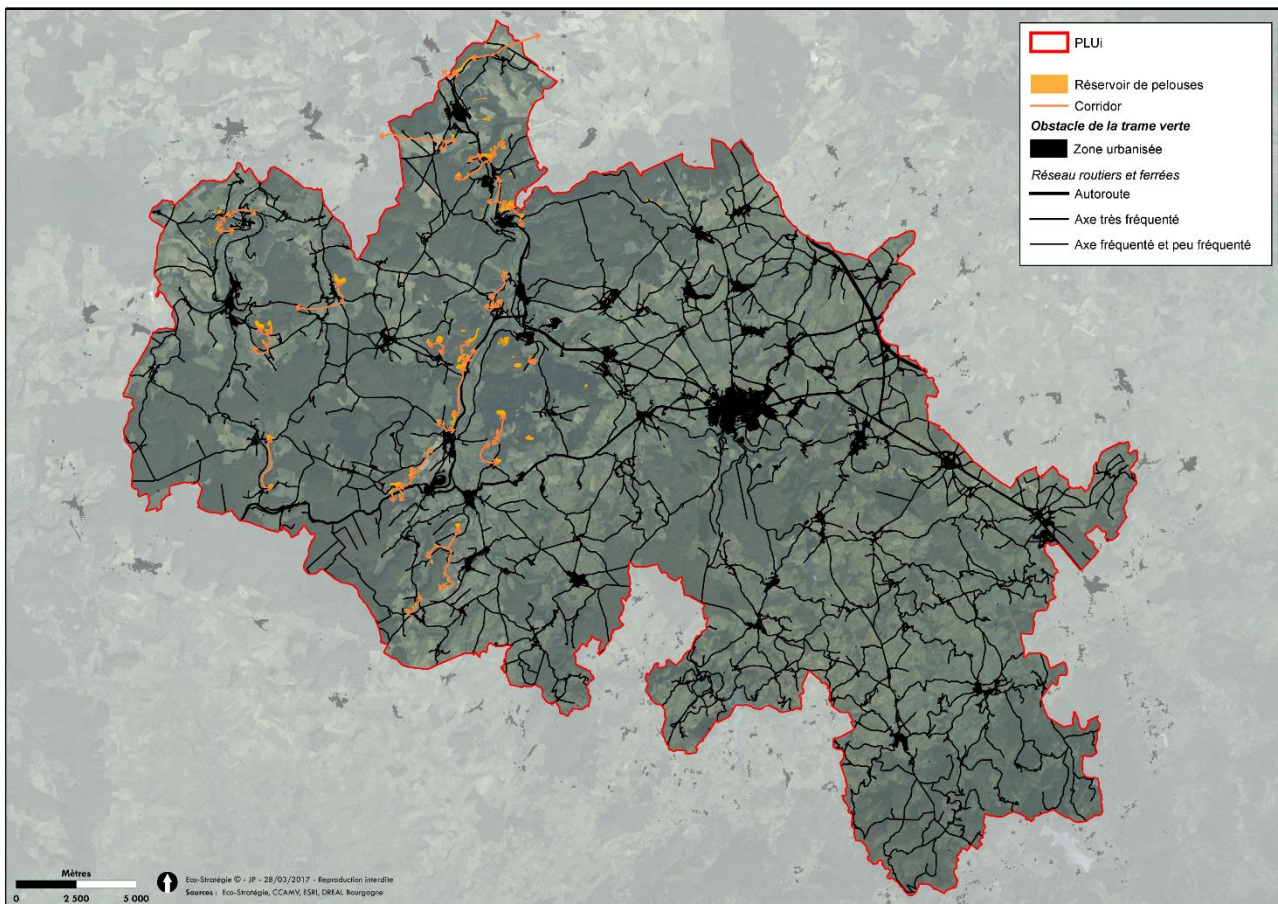 PLUi
Réservoir de pelouses
Corridor
Obstacle de la trame verte
Zone urbanisée
Réseau routiers et ferrées
Autoroute
Axe très fréquenté
Axe fréquenté et peu fréquenté
Mètres
0 2 500 5 000
Eco-Stratégie © - JP - 28/03/2017 - Reproduction interdite
Sources : Eco-Stratégie, CCAMV, ESRI, DREAL Bourgogne